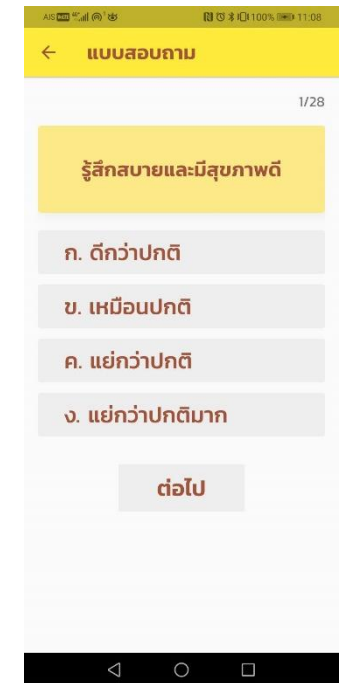 AIS 100% 11:08
แบบสอบถาม
1/28
รู้สึกสบายและมีสุขภาพดี
ก. ดีกว่าปกติ
ข. เหมือนปกติ
ค. แย่กว่าปกติ
ง. แย่กว่าปกติมาก
ต่อไป